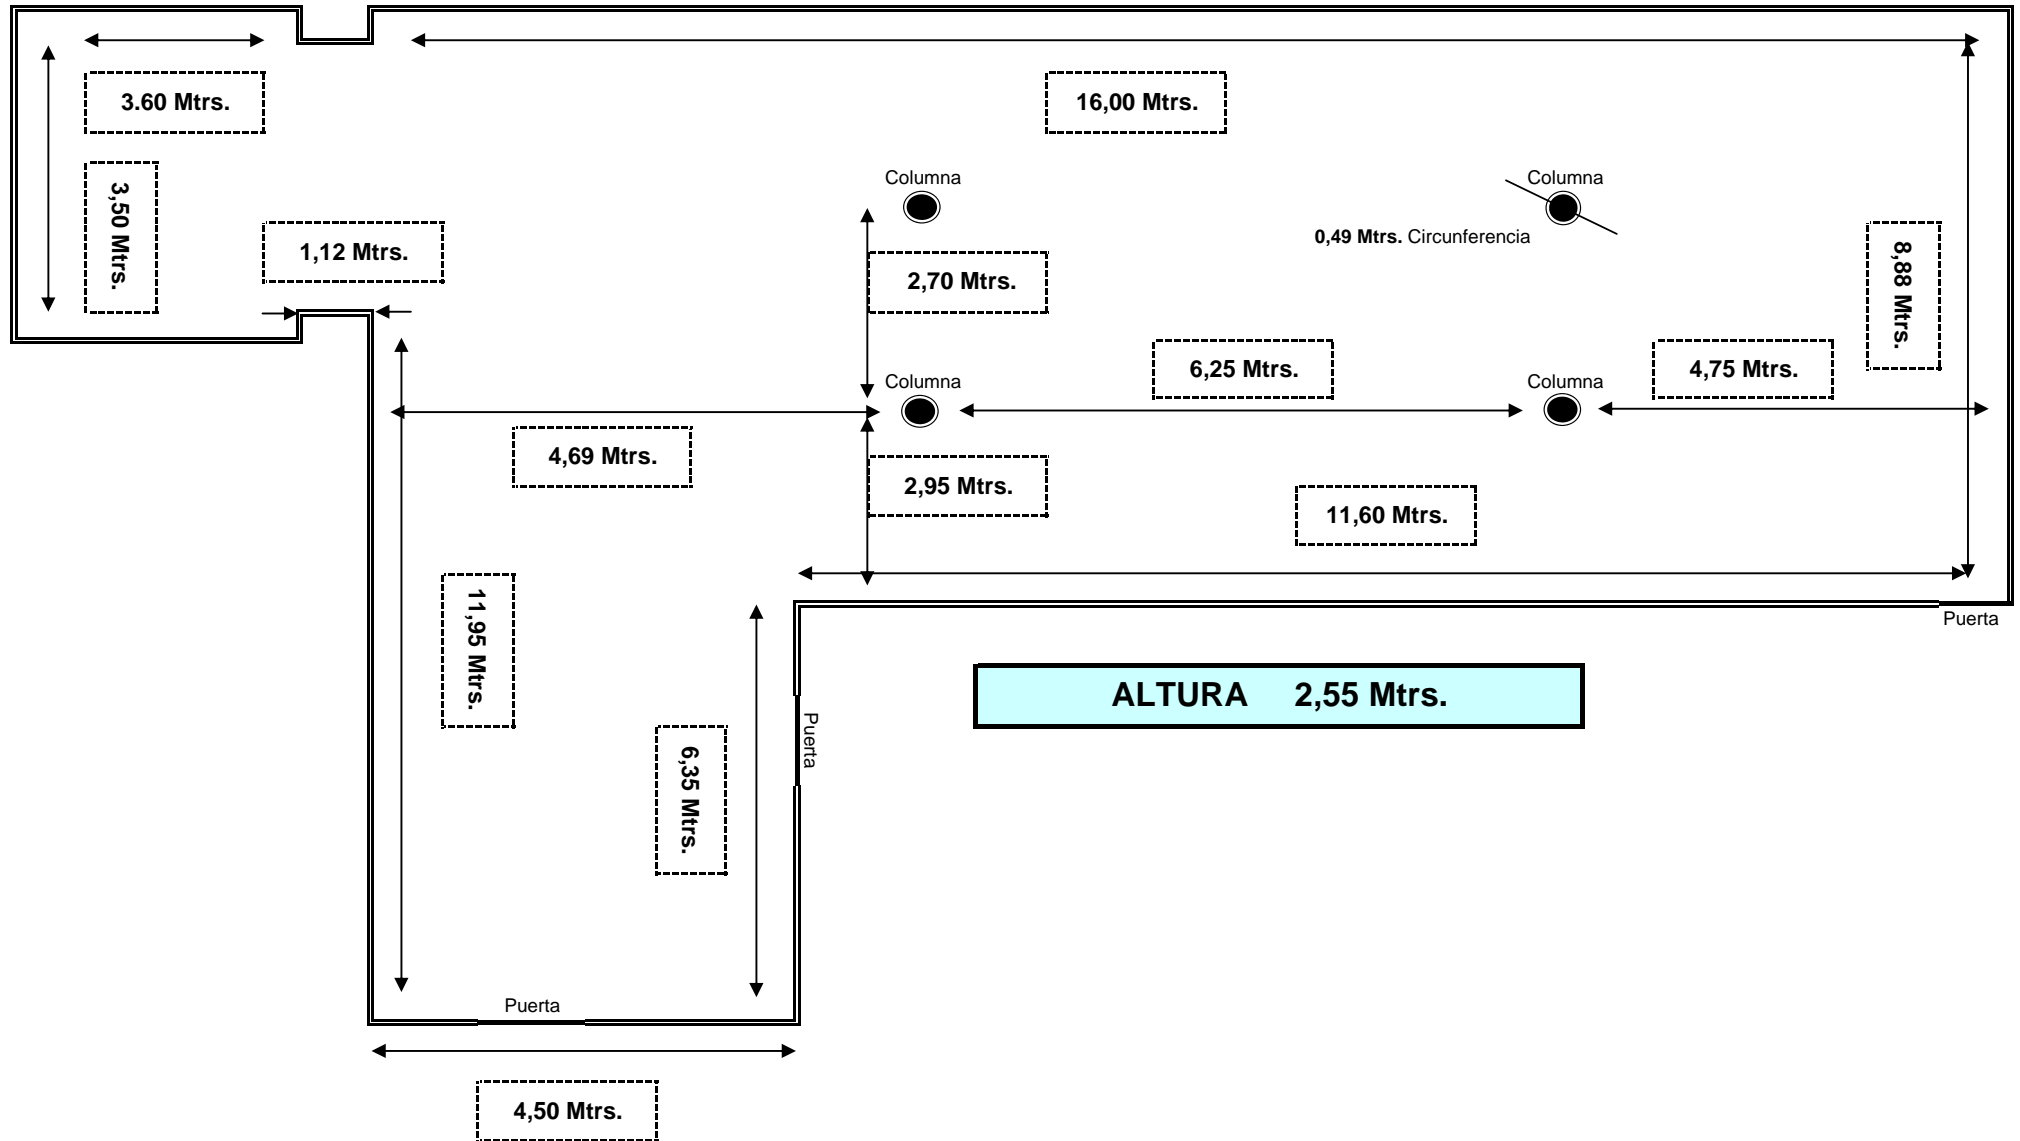 3.60 Mtrs.
16,00 Mtrs.
Columna
Columna
3,50 Mtrs.
0,49 Mtrs. Circunferencia
1,12 Mtrs.
8,88 Mtrs.
2,70 Mtrs.
6,25 Mtrs.
4,75 Mtrs.
Columna
Columna
4,69 Mtrs.
2,95 Mtrs.
11,60 Mtrs.
11,95 Mtrs.
Puerta
ALTURA 2,55 Mtrs.
Puerta
6,35 Mtrs.
Puerta
4,50 Mtrs.